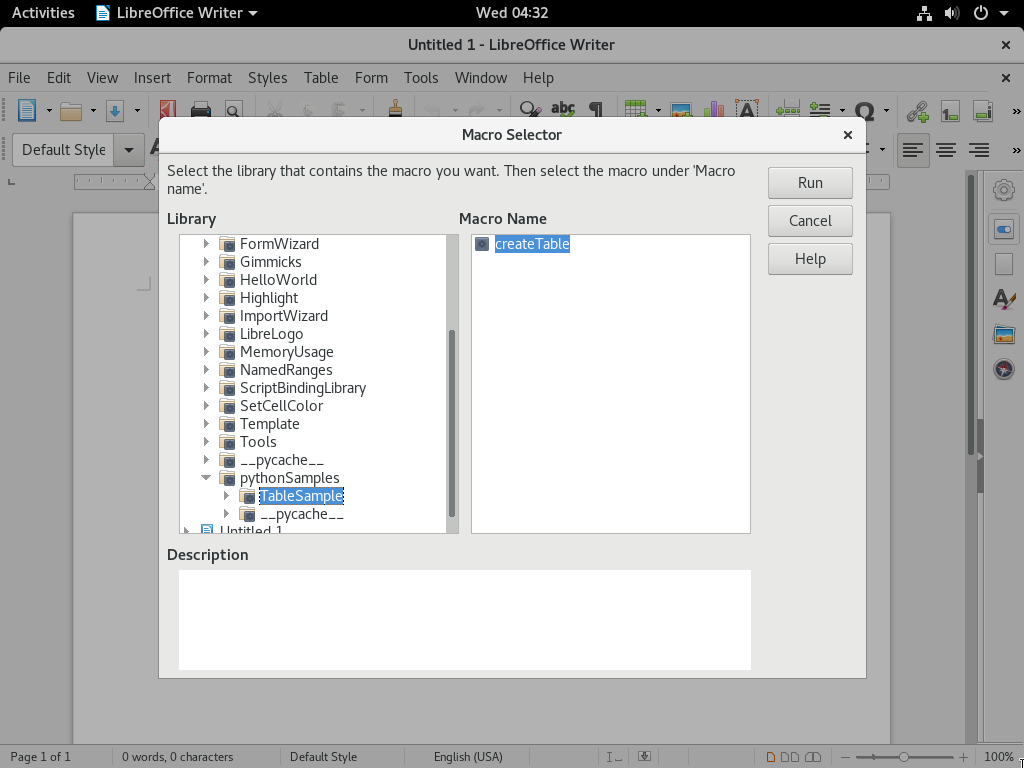 Activities LibreOffice Writer Wed 04:32
Untitled 1 - LibreOffice Writer
File Edit View Insert Format Styles Table Form Tools Window Help
Default Style
Macro Selector
Select the library that contains the macro you want. Then select the macro under 'Macro
name'.
Run
Cancel
Help
Library
Macro Name
FormWizard
Gimmicks
HelloWorld
Highlight
ImportWizard
LibreLogo
MemoryUsage
NamedRanges
ScriptBindingLibrary
SetCellColor
Template
Tools
__pycache__
pythonSamples
TableSample
__pycache__
Untitled 1
createTable
Description
Page 1 of 1 0 words, 0 characters Default Style English (USA) 100%